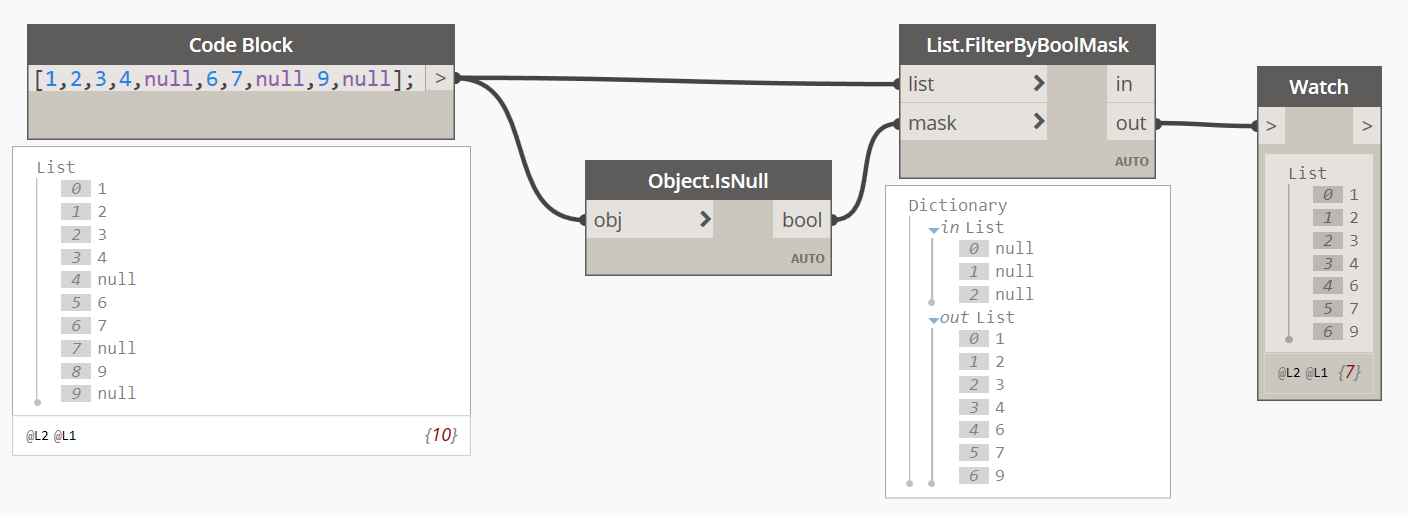 Code Block
[1,2,3,4,null,6,7,null,9,null]; >
List
0 1
1 2
2 3
3 4
4 null
5 6
6 7
7 null
8 9
9 null
@L2 @L1 {10}
Object.IsNull
obj > bool
AUTO
List.FilterByBoolMask
list > in
mask > out
AUTO
Dictionary
in List
0 null
1 null
2 null
out List
0 1
1 2
2 3
3 4
4 6
5 7
6 9
Watch
> >
List
0 1
1 2
2 3
3 4
4 6
5 7
6 9
@L2 @L1 {7}